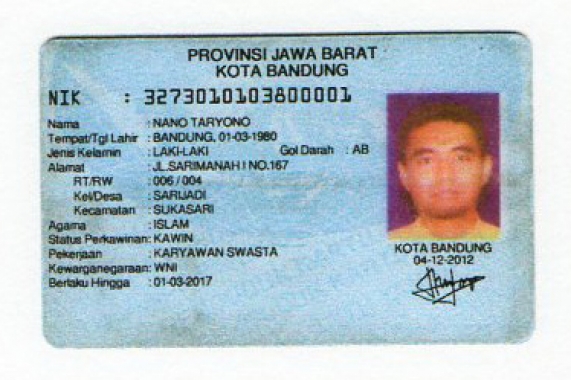 PROVINSI JAWA BARAT
KOTA BANDUNG
NIK : 3273010103800001
Nama : NANO TARYONO
Tempat/Tgl Lahir : BANDUNG, 01-03-1980
Jenis Kelamin : LAKI-LAKI Gol Darah : AB
Alamat : JL.SARIMANAH I NO.167
RT/RW : 006 / 004
Kel/Desa : SARIJADI
Kecamatan : SUKASARI
Agama : ISLAM
Status Perkawinan: KAWIN
Pekerjaan : KARYAWAN SWASTA
Kewarganegaraan: WNI
Berlaku Hingga : 01-03-2017
KOTA BANDUNG
04-12-2012